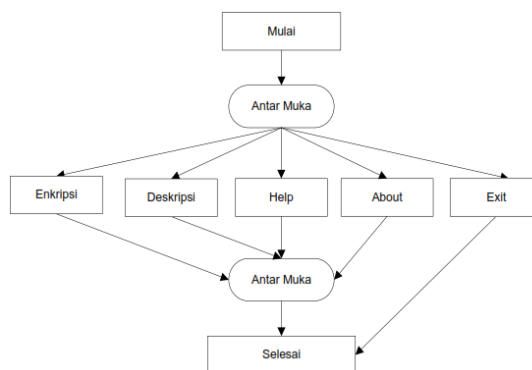 Mulai
Antar Muka
Enkripsi
Deskripsi
Help
About
Exit
Antar Muka
Selesai